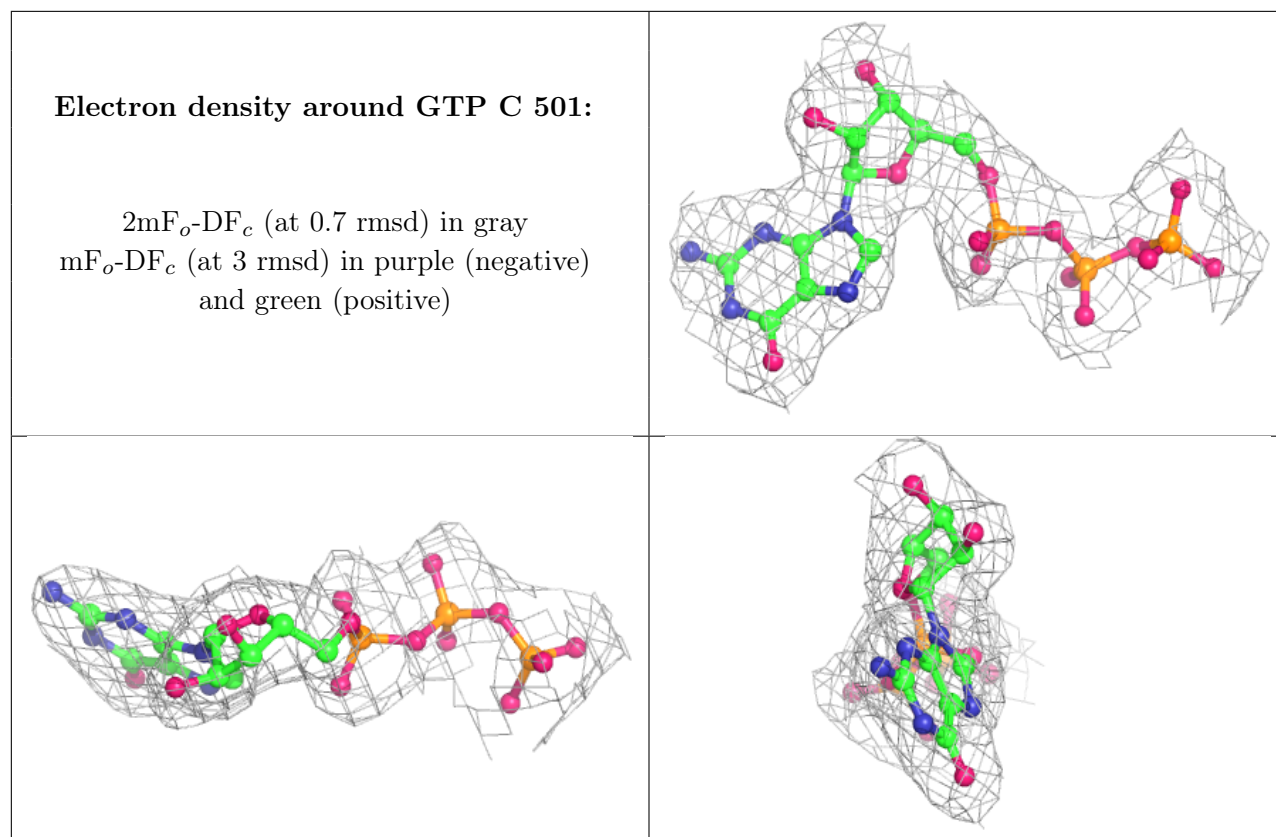 Electron density around GTP C 501:
2mFo-DFc (at 0.7 rmsd) in gray
mFo-DFc (at 3 rmsd) in purple (negative)
and green (positive)